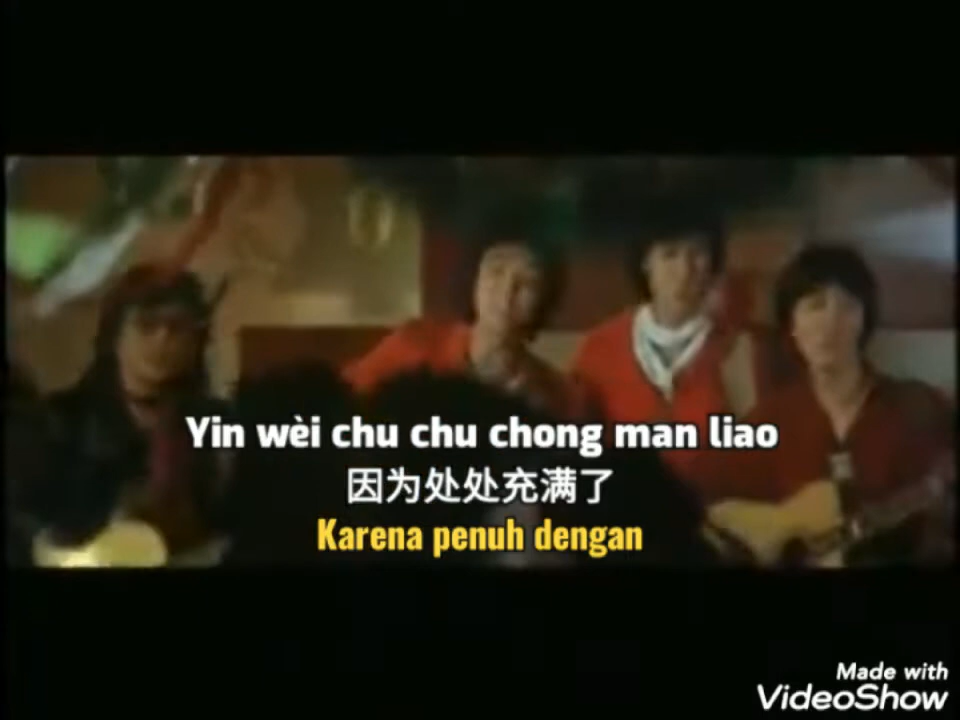 Yin wèi chu chu chong man liao
因为处处充满了
Karena penuh dengan
Made with
VideoShow